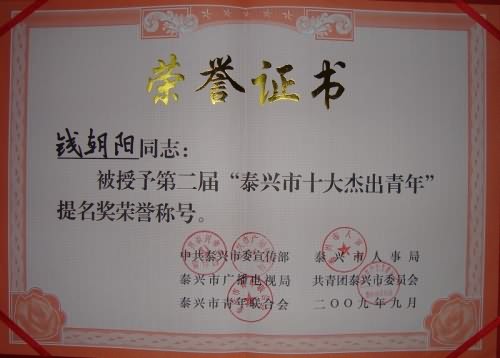 荣誉证书
钱朝阳同志：
被授予第二届“泰兴市十大杰出青年”
提名奖荣誉称号。
中共泰兴市委宣传部 泰兴市人事局
泰兴市广播电视局 共青团泰兴市委员会
泰兴市青年联合会 二〇〇九年九月